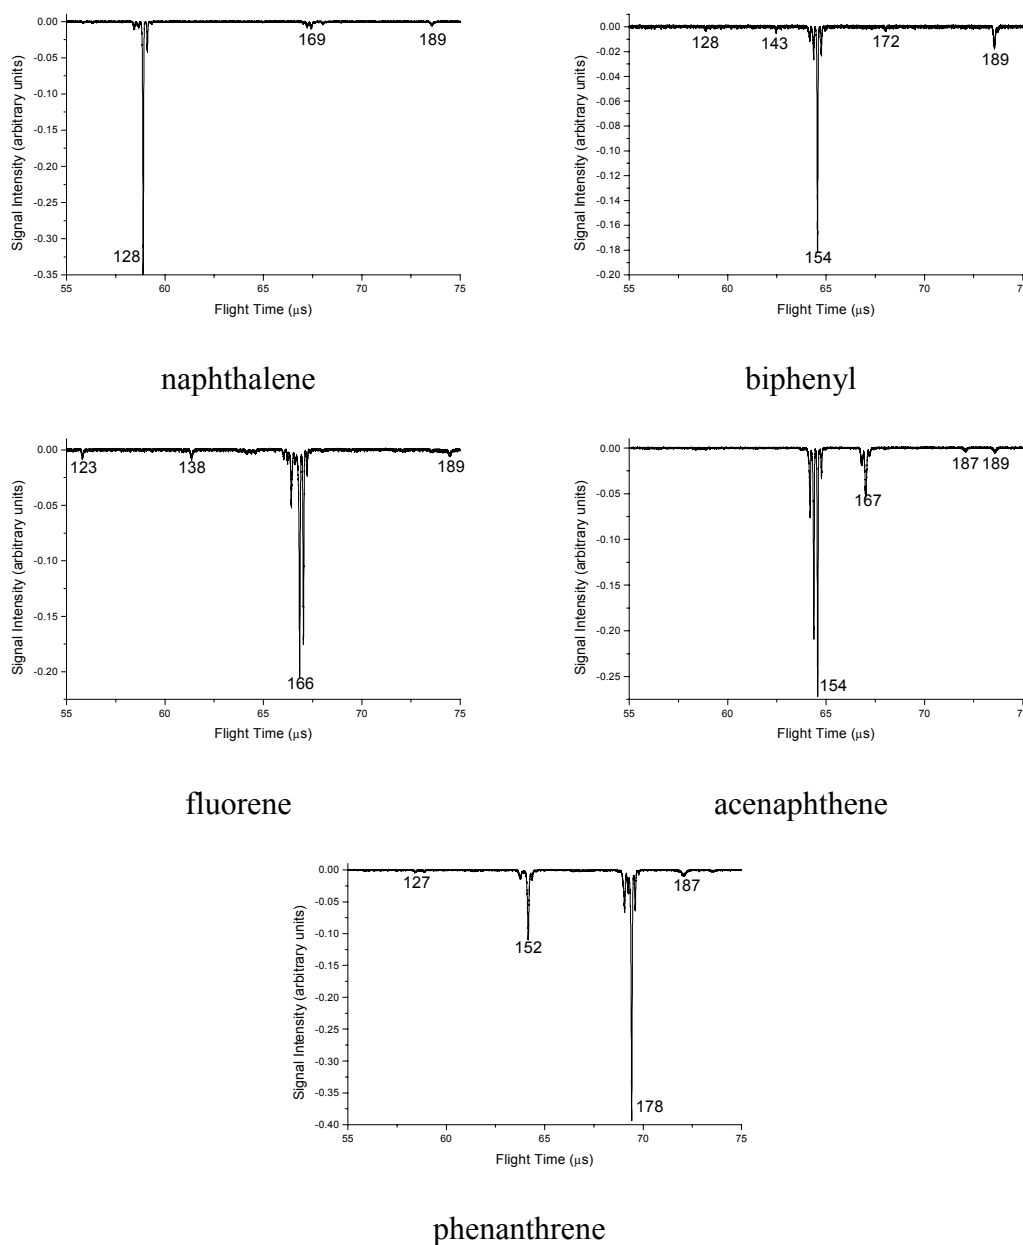 0.00
-0.05
-0.10
-0.15
-0.20
-0.25
-0.30
-0.35
Signal Intensity (arbitrary units)
169
189
128
55 60 65 70 75
Flight Time (μs)
naphthalene
0.00
-0.02
-0.04
-0.06
-0.08
-0.10
-0.12
-0.14
-0.16
-0.18
-0.20
Signal Intensity (arbitrary units)
128
143
172
189
154
55 60 65 70 75
Flight Time (μs)
biphenyl
0.00
-0.05
-0.10
-0.15
-0.20
Signal Intensity (arbitrary units)
123
138
189
166
55 60 65 70 75
Flight Time (μs)
fluorene
0.00
-0.05
-0.10
-0.15
-0.20
-0.25
Signal Intensity (arbitrary units)
187 189
167
154
55 60 65 70 75
Flight Time (μs)
acenaphthene
0.00
-0.05
-0.10
-0.15
-0.20
-0.25
-0.30
-0.35
-0.40
Signal Intensity (arbitrary units)
127
187
152
178
55 60 65 70 75
Flight Time (μs)
phenanthrene